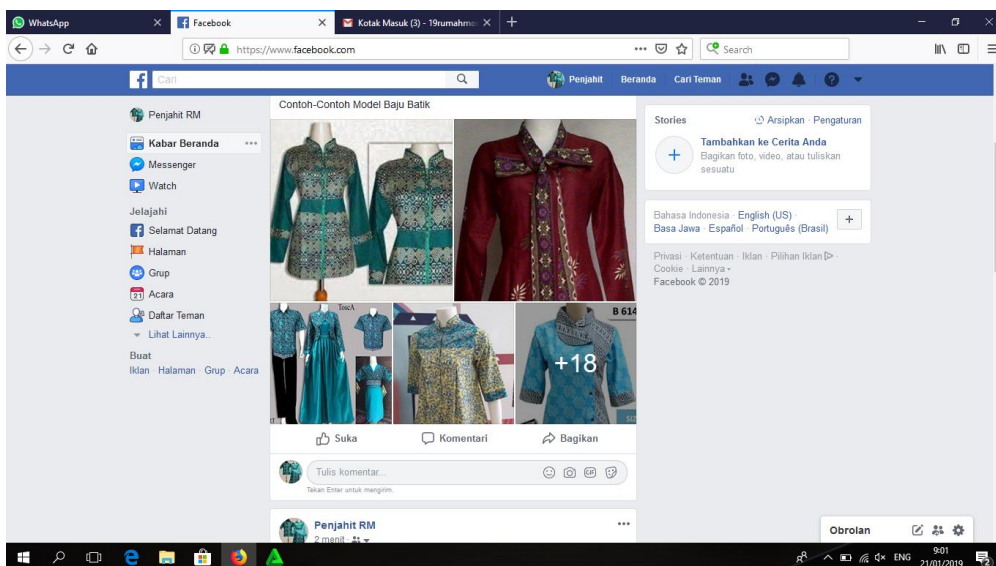 WhatsApp
Facebook
Kotak Masuk (3) - 19rumahmo
https://www.facebook.com
Search
Cari
Penjahit Beranda Cari Teman
Penjahit RM
Kabar Beranda
Messenger
Watch
Jelajahi
Selamat Datang
Halaman
Grup
21 Acara
Daftar Teman
Lihat Lainnya..
Buat
Iklan · Halaman · Grup · Acara
Contoh-Contoh Model Baju Batik
ToscA
B 614
+18
Suka Komentari Bagikan
Tulis komentar...
GIF
Tekan Enter untuk mengirim.
Penjahit RM
2 menit ·
Stories Arsipkan · Pengaturan
Tambahkan ke Cerita Anda
Bagikan foto, video, atau tuliskan
sesuatu
Bahasa Indonesia · English (US) ·
Basa Jawa · Español · Português (Brasil)
Privasi · Ketentuan · Iklan · Pilihan Iklan ·
Cookie · Lainnya
Facebook © 2019
Obrolan
ENG
9:01
21/01/2019